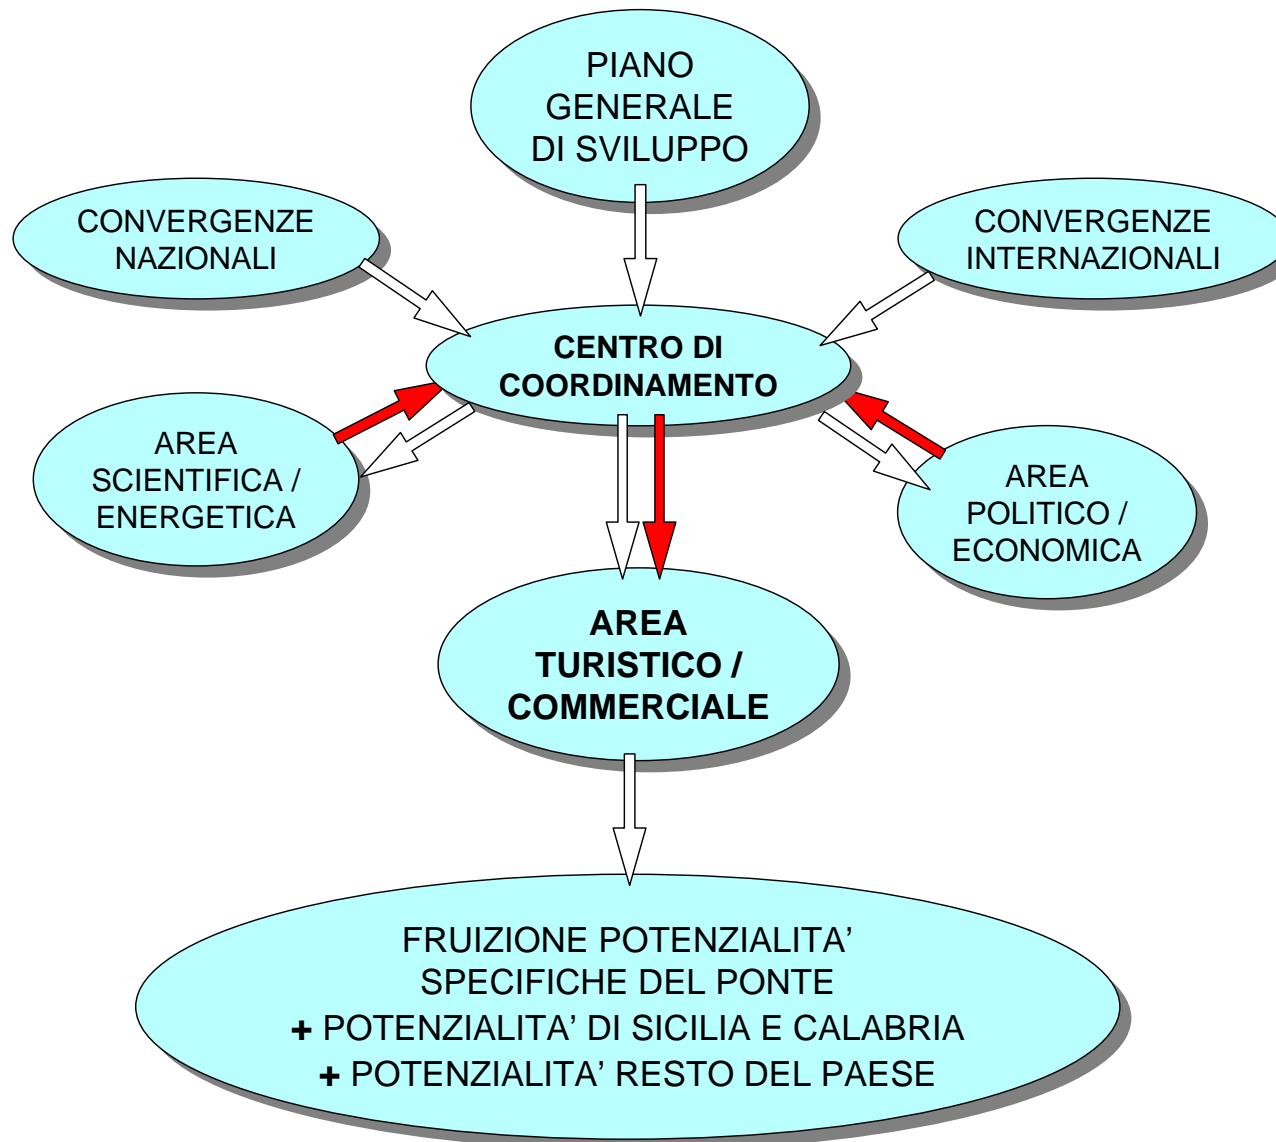 PIANO
GENERALE
DI SVILUPPO
CONVERGENZE
NAZIONALI
CONVERGENZE
INTERNAZIONALI
CENTRO DI
COORDINAMENTO
AREA
SCIENTIFICA /
ENERGETICA
AREA
POLITICO /
ECONOMICA
AREA
TURISTICO /
COMMERCIALE
FRUIZIONE POTENZIALITA’
SPECIFICHE DEL PONTE
+ POTENZIALITA’ DI SICILIA E CALABRIA
+ POTENZIALITA’ RESTO DEL PAESE